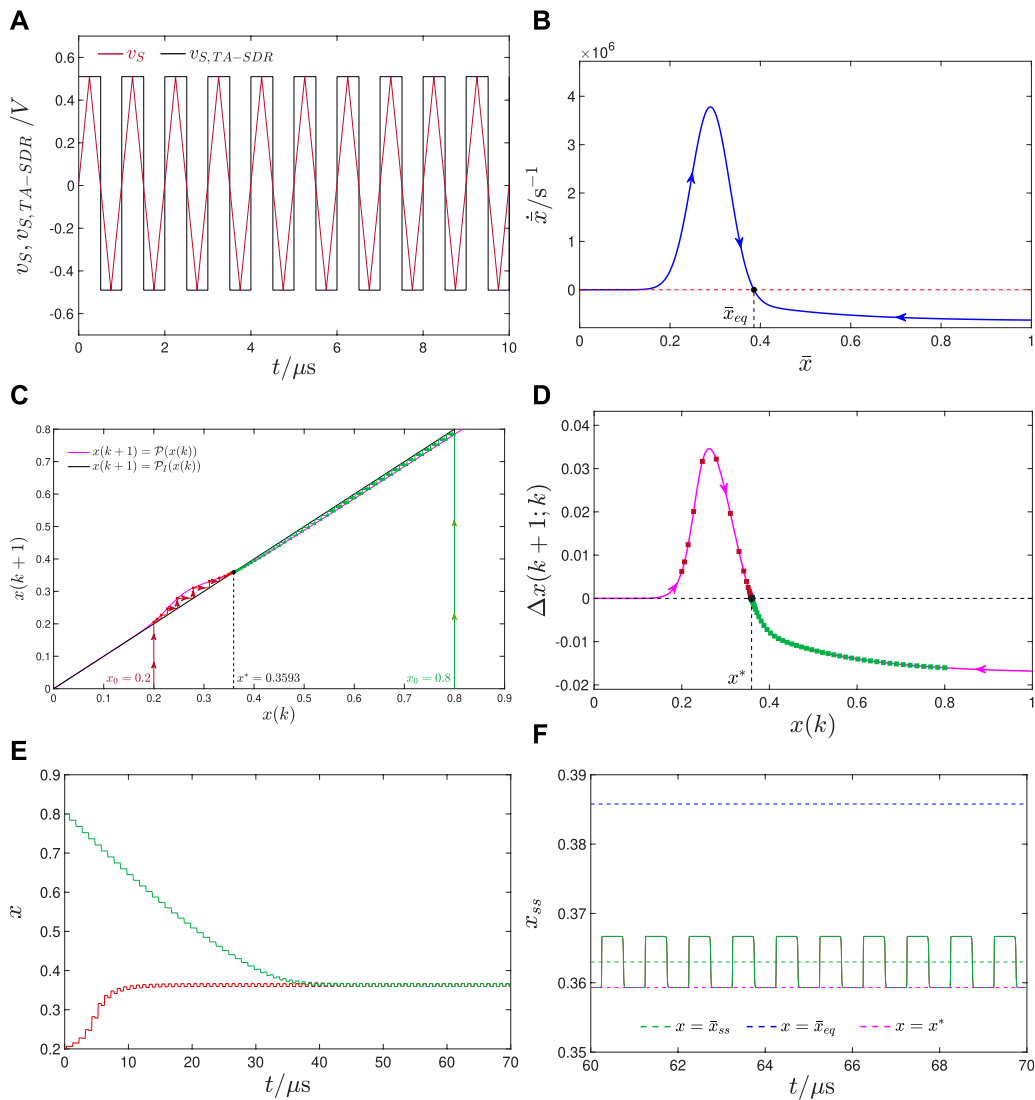 A
v_S
v_{S,TA−SDR}
0.6
0.4
0.2
0
-0.2
-0.4
-0.6
v_S, v_{S,TA−SDR} /V
0
2
4
6
8
10
t/μs
B
×10^6
4
3
2
1
0
x̄̇/s^{−1}
x̄_{eq}
0
0.2
0.4
0.6
0.8
1
x̄
C
x(k + 1) = 𝒫(x(k))
x(k + 1) = 𝒫_I(x(k))
0.8
0.7
0.6
0.5
0.4
0.3
0.2
0.1
0
x(k + 1)
x_0 = 0.2
x* = 0.3593
x_0 = 0.8
0
0.1
0.2
0.3
0.4
0.5
0.6
0.7
0.8
0.9
x(k)
D
0.04
0.03
0.02
0.01
0
-0.01
-0.02
Δx(k + 1; k)
x*
0
0.2
0.4
0.6
0.8
1
x(k)
E
0.9
0.8
0.7
0.6
0.5
0.4
0.3
0.2
x
0
10
20
30
40
50
60
70
t/μs
F
0.39
0.38
0.37
0.36
0.35
x_{ss}
x = x̄_{ss}
x = x̄_{eq}
x = x*
60
62
64
66
68
70
t/μs